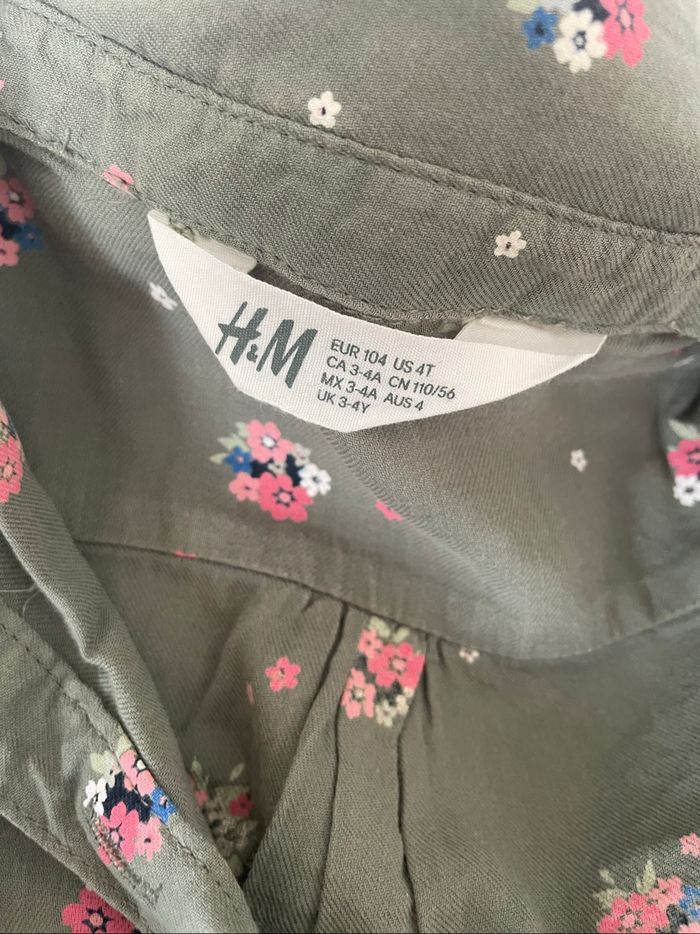 H&M
EUR 104 US 4T
CA 3-4A CN 110/56
MX 3-4A AUS 4
UK 3-4Y